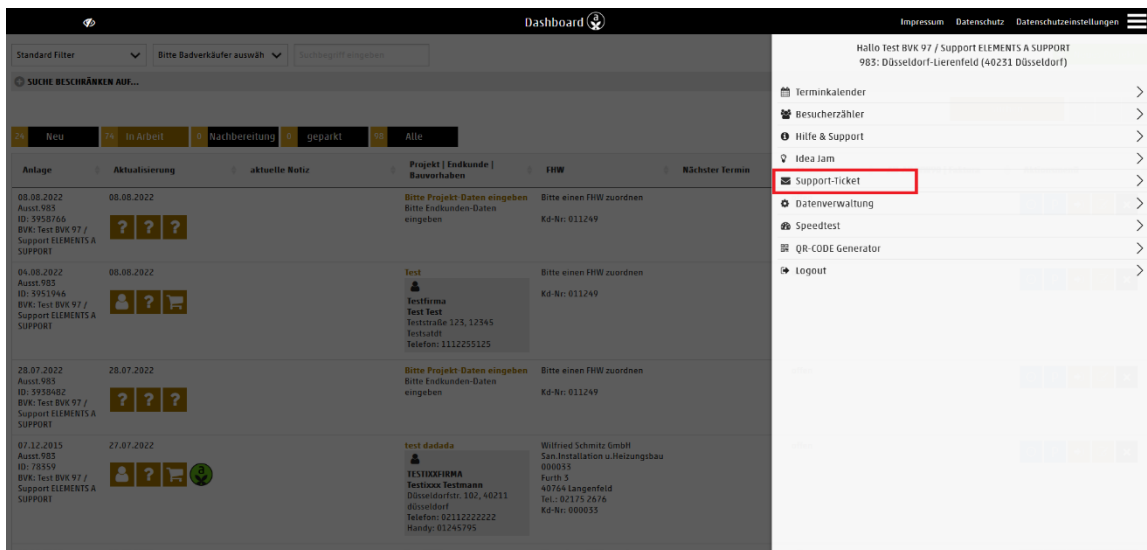 Dashboard
Impressum Datenschutz Datenschutzeinstellungen
Standard Filter
Bitte Badverkäufer auswäh
Suchbegriff eingeben
SUCHE BESCHRÄNKEN AUF...
24 Neu
74 In Arbeit
0 Nachbereitung
0 geparkt
98 Alle
Anlage
Aktualisierung
aktuelle Notiz
Projekt | Endkunde |
Bauvorhaben
FHW
Nächster Termin
08.08.2022
Ausst.983
ID: 3958766
BVK: Test BVK 97 /
Support ELEMENTS A
SUPPORT
08.08.2022
? ? ?
Bitte Projekt-Daten eingeben
Bitte Endkunden-Daten
eingeben
Bitte einen FHW zuordnen
Kd-Nr: 011249
04.08.2022
Ausst.983
ID: 3951946
BVK: Test BVK 97 /
Support ELEMENTS A
SUPPORT
08.08.2022
?
Test
Testfirma
Test Test
Teststraße 123, 12345
Testsatdt
Telefon: 1112255125
Bitte einen FHW zuordnen
Kd-Nr: 011249
28.07.2022
Ausst.983
ID: 3938482
BVK: Test BVK 97 /
Support ELEMENTS A
SUPPORT
28.07.2022
? ? ?
Bitte Projekt-Daten eingeben
Bitte Endkunden-Daten
eingeben
Bitte einen FHW zuordnen
Kd-Nr: 011249
07.12.2015
Ausst.983
ID: 78359
BVK: Test BVK 97 /
Support ELEMENTS A
SUPPORT
27.07.2022
?
test dadada
TESTIXXFIRMA
Testixxx Testmann
Düsseldorfstr. 102, 40211
düsseldorf
Telefon: 02112222222
Handy: 01245795
Wilfried Schmitz GmbH
San.Installation u.Heizungsbau
000033
Furth 3
40764 Langenfeld
Tel.: 02175 2676
Kd-Nr: 000033
Hallo Test BVK 97 / Support ELEMENTS A SUPPORT
983: Düsseldorf-Lierenfeld (40231 Düsseldorf)
Terminkalender
Besucherzähler
Hilfe & Support
Idea Jam
Support-Ticket
Datenverwaltung
Speedtest
QR-CODE Generator
Logout